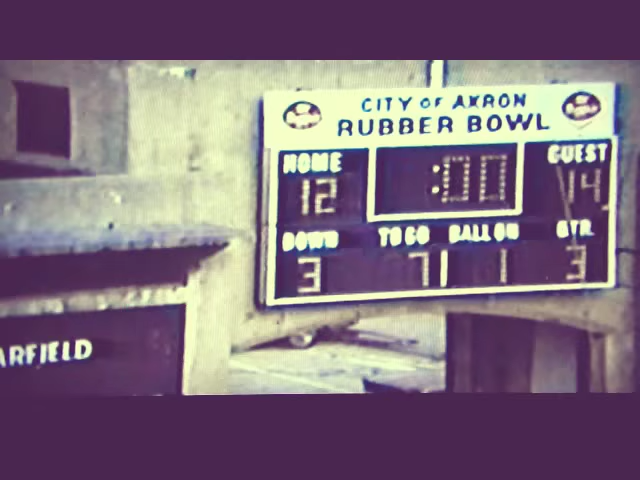 CITY OF AKRON
RUBBER BOWL
HOME GUEST
12 :00 14
DOWN TO GO BALL ON QTR.
3 7 1 3
ARFIELD